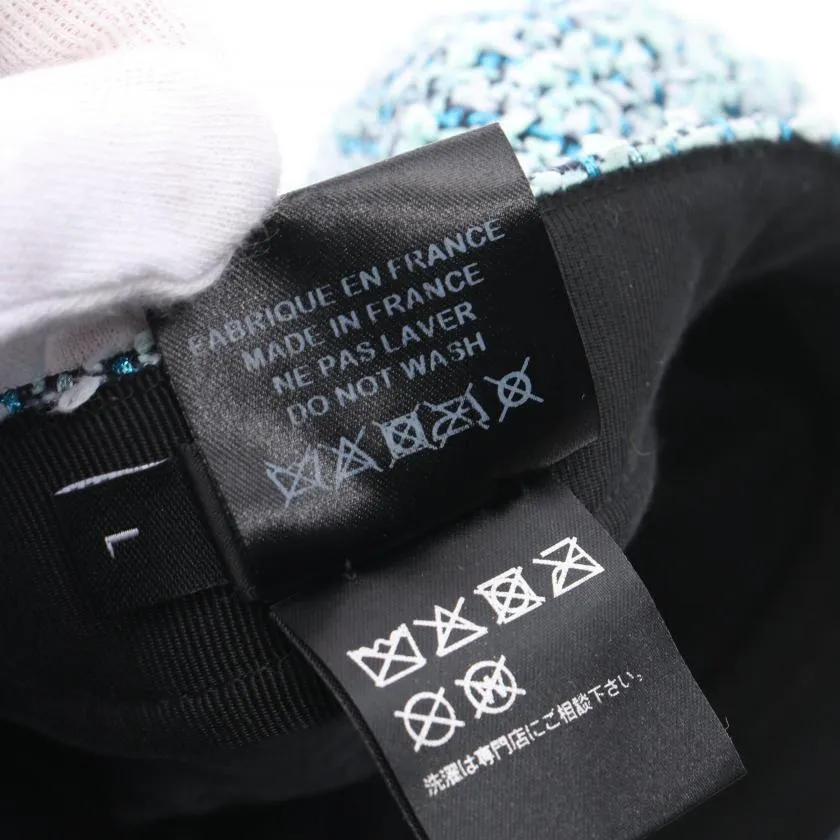 FABRIQUE EN FRANCE
MADE IN FRANCE
NE PAS LAVER
DO NOT WASH
L
W
洗濯は専門店にご相談下さい。